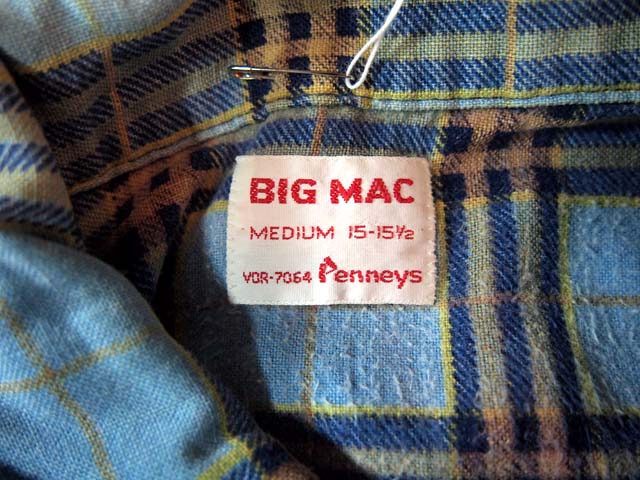 BIG MAC
MEDIUM 15-15½
VOR-7064 Penneys